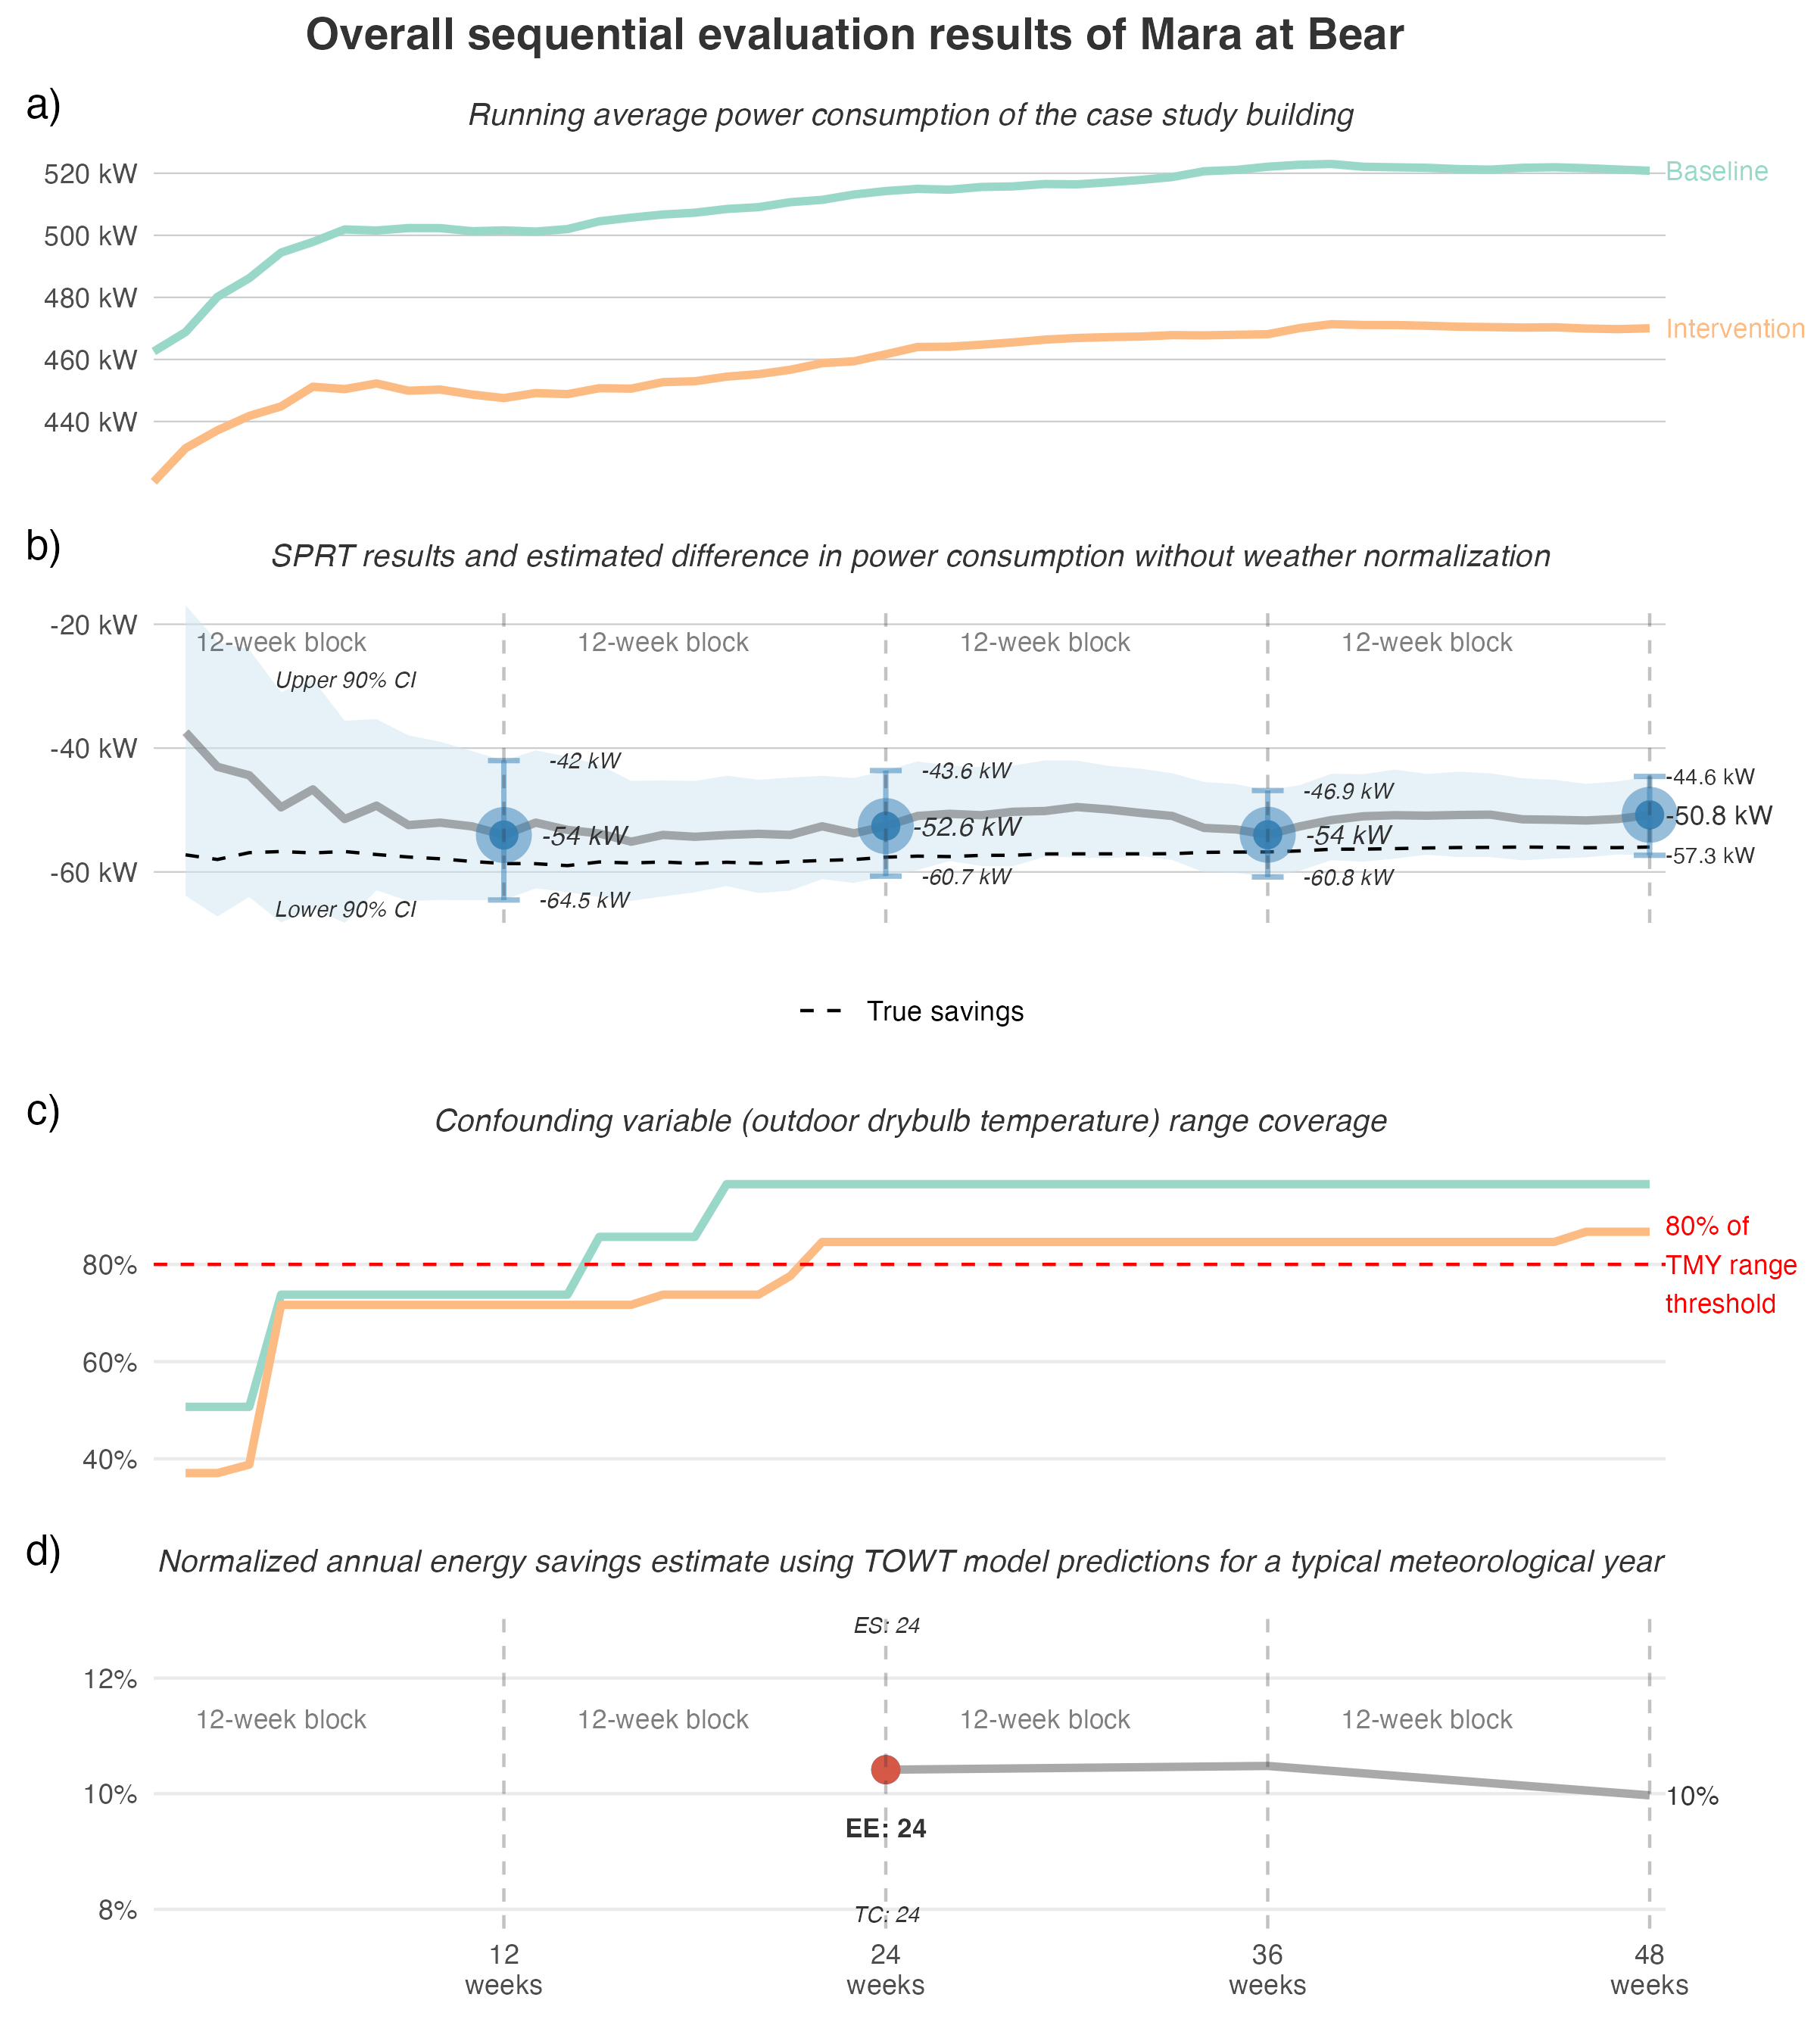 Overall sequential evaluation results of Mara at Bear
a)
Running average power consumption of the case study building
520 kW
Baseline
500 kW
480 kW
Intervention
460 kW
440 kW
b)
SPRT results and estimated difference in power consumption without weather normalization
-20 kW
12-week block
12-week block
12-week block
12-week block
Upper 90% CI
-40 kW
-42 kW
-43.6 kW
-46.9 kW
-44.6 kW
-54 kW
-52.6 kW
-54 kW
-50.8 kW
-57.3 kW
-60 kW
-64.5 kW
-60.7 kW
-60.8 kW
Lower 90% CI
True savings
c)
Confounding variable (outdoor drybulb temperature) range coverage
80% of
TMY range
threshold
80%
60%
40%
d)
Normalized annual energy savings estimate using TOWT model predictions for a typical meteorological year
ES: 24
12%
12-week block
12-week block
12-week block
12-week block
10%
10%
EE: 24
8%
TC: 24
12
weeks
24
weeks
36
weeks
48
weeks